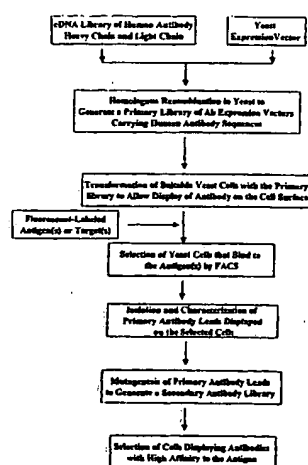 cDNA Library of Human Antibody
Heavy Chain and Light Chain
Yeast
Expression Vector
Homologous Recombination in Yeast to
Generate a Primary Library of Ab Expression Vectors
Carrying Human Antibody Sequences
Transformation of Suitable Yeast Cells with the Primary
library to Allow Display of Antibody on the Cell Surface
Fluorescent-Labeled
Antigen(s) or Target(s)
Selection of Yeast Cells that Bind to
the Antigen(s) by FACS
Isolation and Characterization of
Primary Antibody Leads Displayed
on the Selected Cells
Mutagenesis of Primary Antibody Leads
to Generate a Secondary Antibody Library
Selection of Cells Displaying Antibodies
with High Affinity to the Antigen